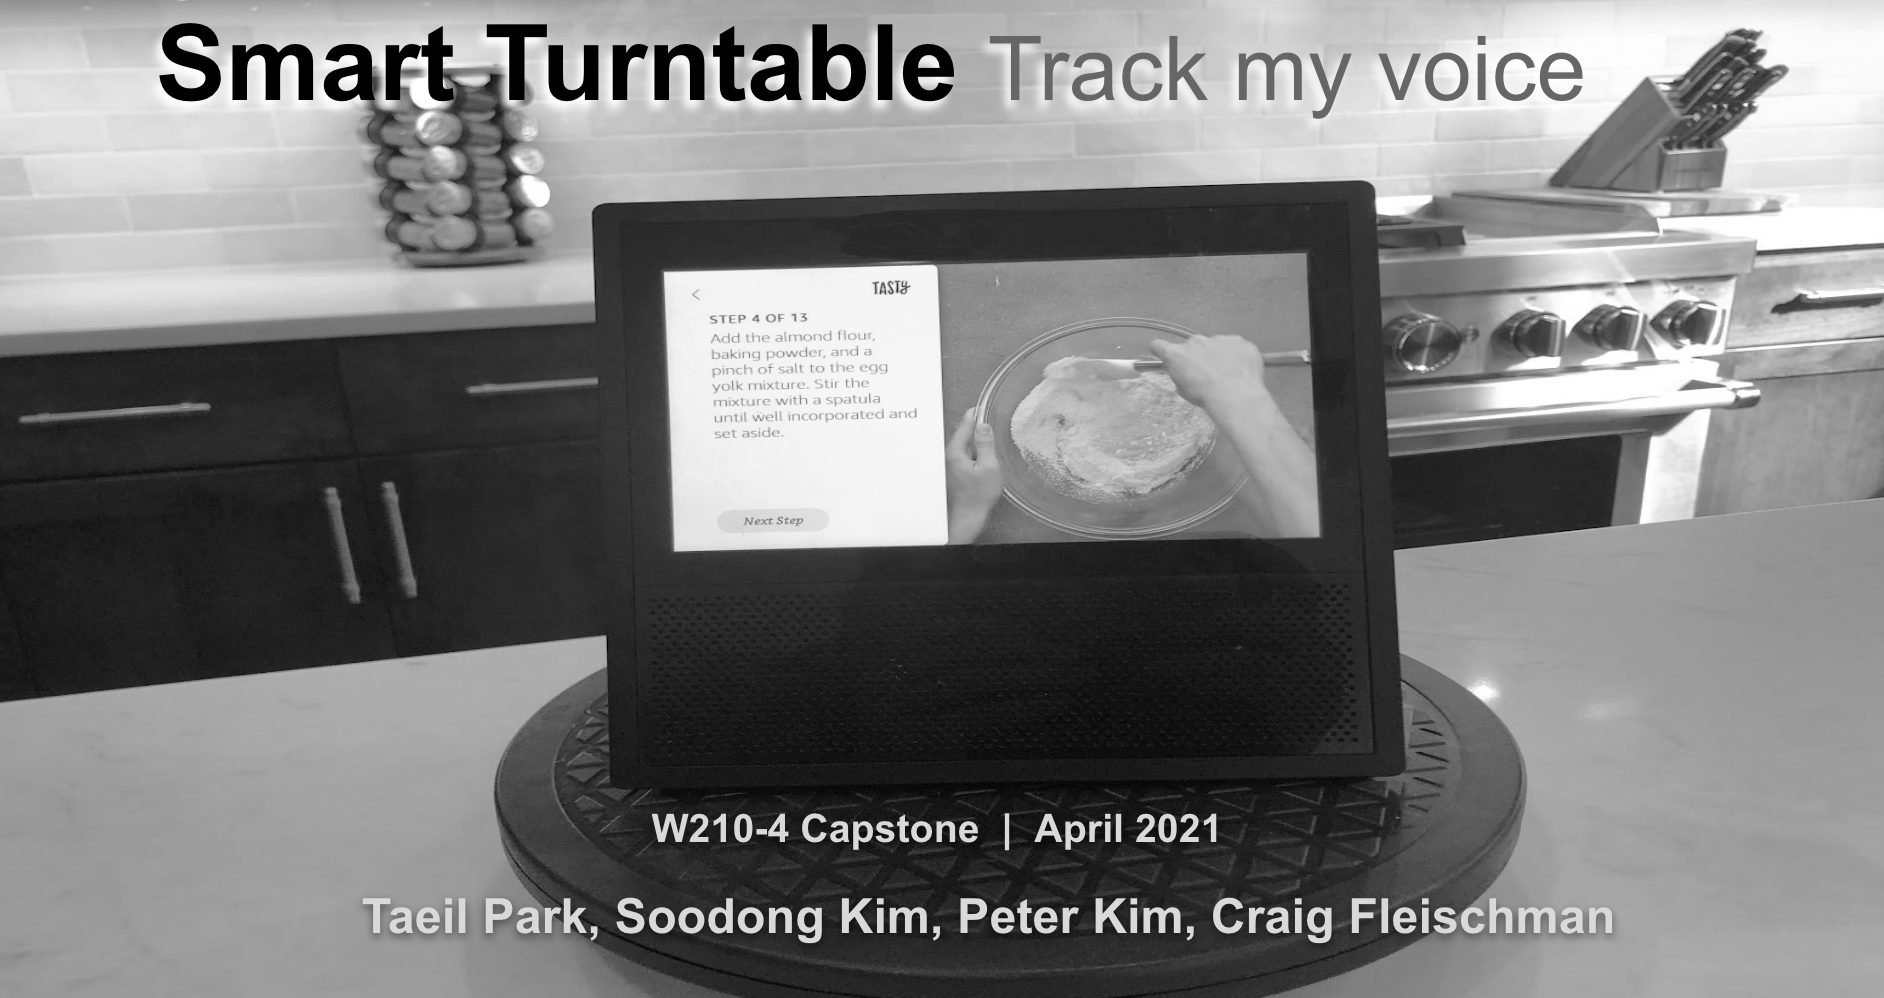 Smart Turntable Track my voice
TASTY
STEP 4 OF 13
Add the almond flour,
baking powder, and a
pinch of salt to the egg
yolk mixture. Stir the
mixture with a spatula
until well incorporated and
set aside.
Next Step
W210-4 Capstone | April 2021
Taeil Park, Soodong Kim, Peter Kim, Craig Fleischman